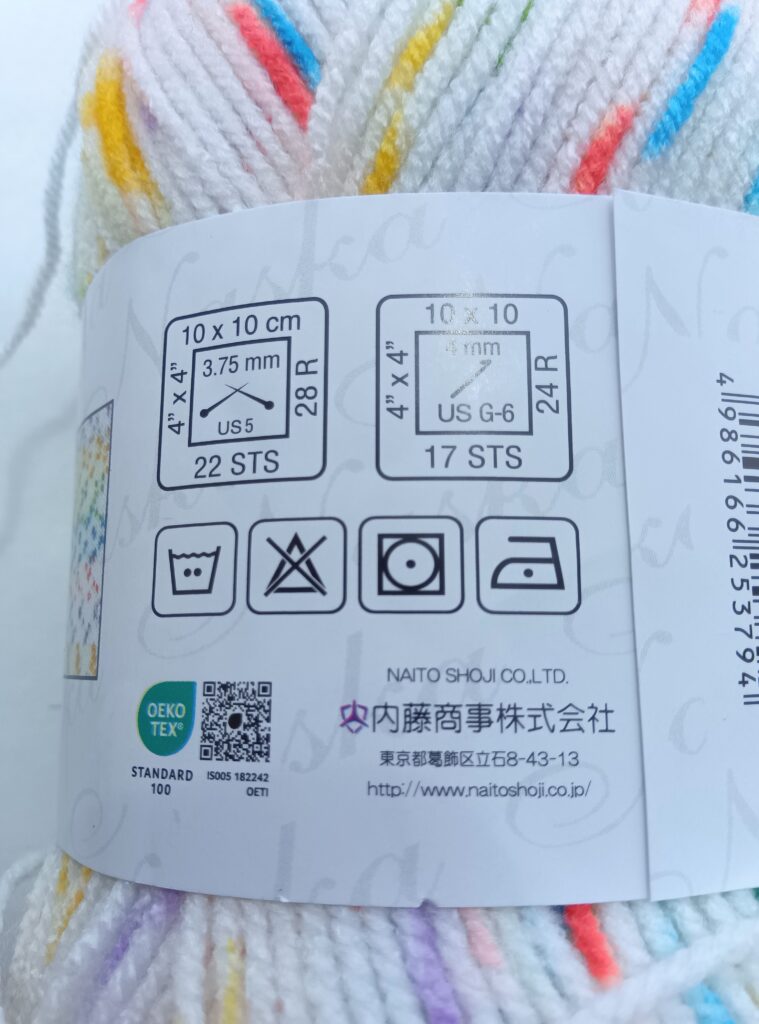 10 x 10 cm
4” x 4”
3.75 mm
US 5
28 R
22 STS
10 x 10
4” x 4”
4 mm
US G-6
24 R
17 STS
OEKO
TEX®
STANDARD
100
IS005 182242
OETI
NAITO SHOJI CO.,LTD.
内藤商事株式会社
東京都葛飾区立石8-43-13
http://www.naitoshoji.co.jp/
4 986166 253794
Naska